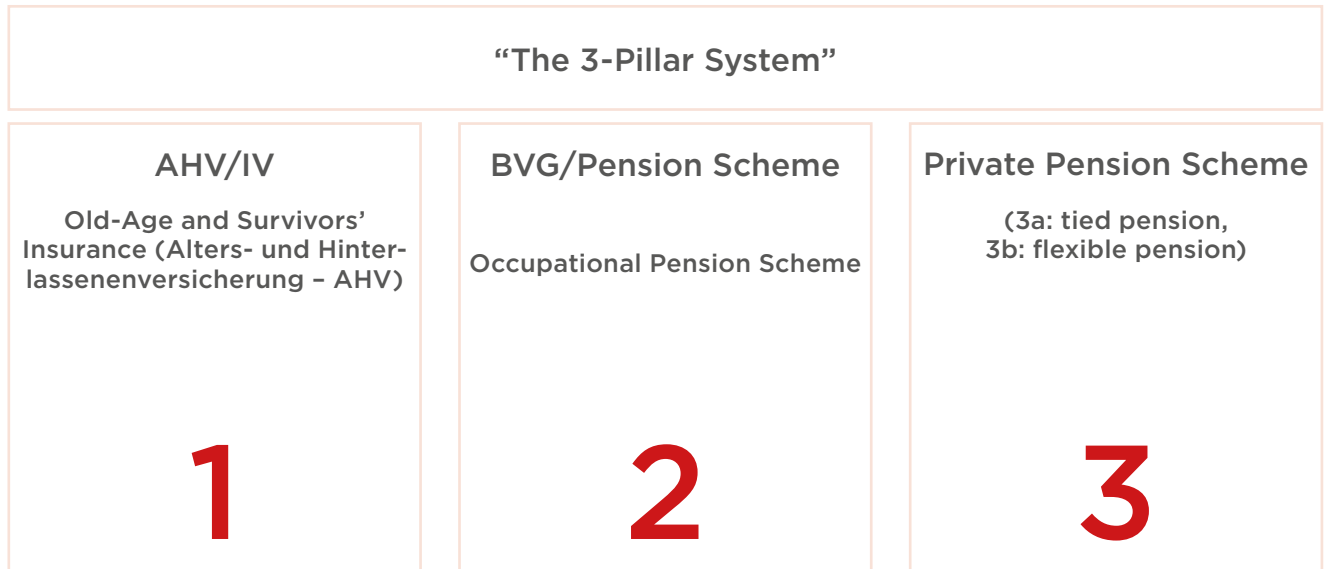 “The 3-Pillar System”
AHV/IV
Old-Age and Survivors’
Insurance (Alters- und Hinter-
lassenenversicherung – AHV)
1
BVG/Pension Scheme
Occupational Pension Scheme
2
Private Pension Scheme
(3a: tied pension,
3b: flexible pension)
3